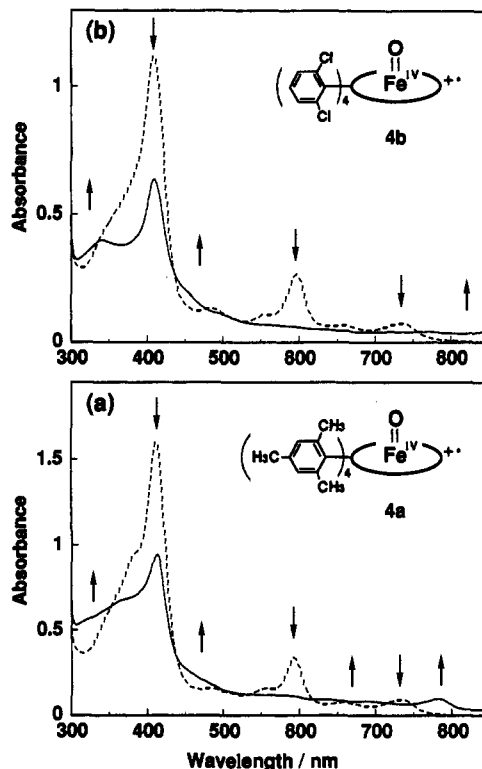 (b)
O
Fe IV
+•
Cl
Cl
4
4b
1
0.5
0
Absorbance
300 400 500 600 700 800
(a)
O
Fe IV
+•
CH3
H3C
CH3
4
4a
1.5
1
0.5
0
Absorbance
300 400 500 600 700 800
Wavelength / nm